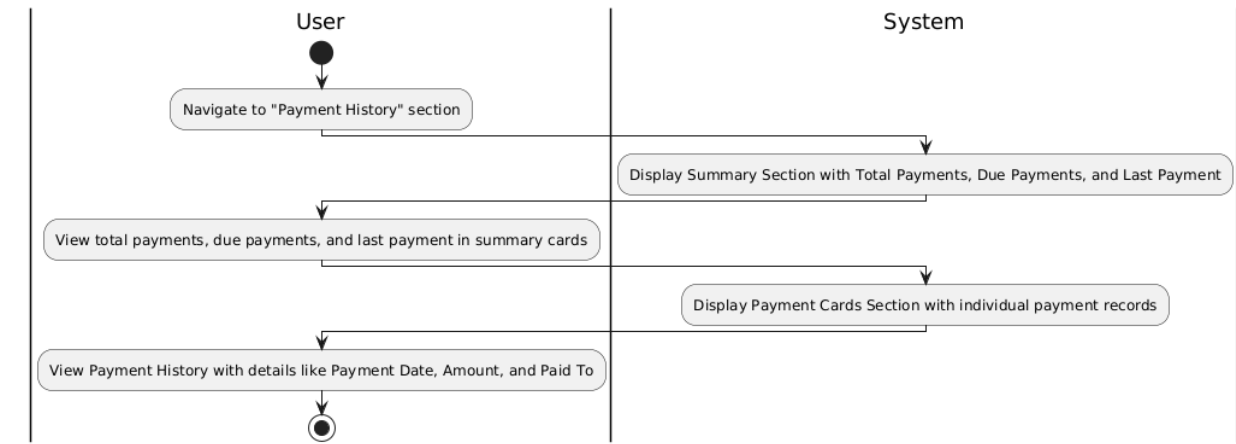 User
System
Navigate to "Payment History" section
Display Summary Section with Total Payments, Due Payments, and Last Payment
View total payments, due payments, and last payment in summary cards
Display Payment Cards Section with individual payment records
View Payment History with details like Payment Date, Amount, and Paid To